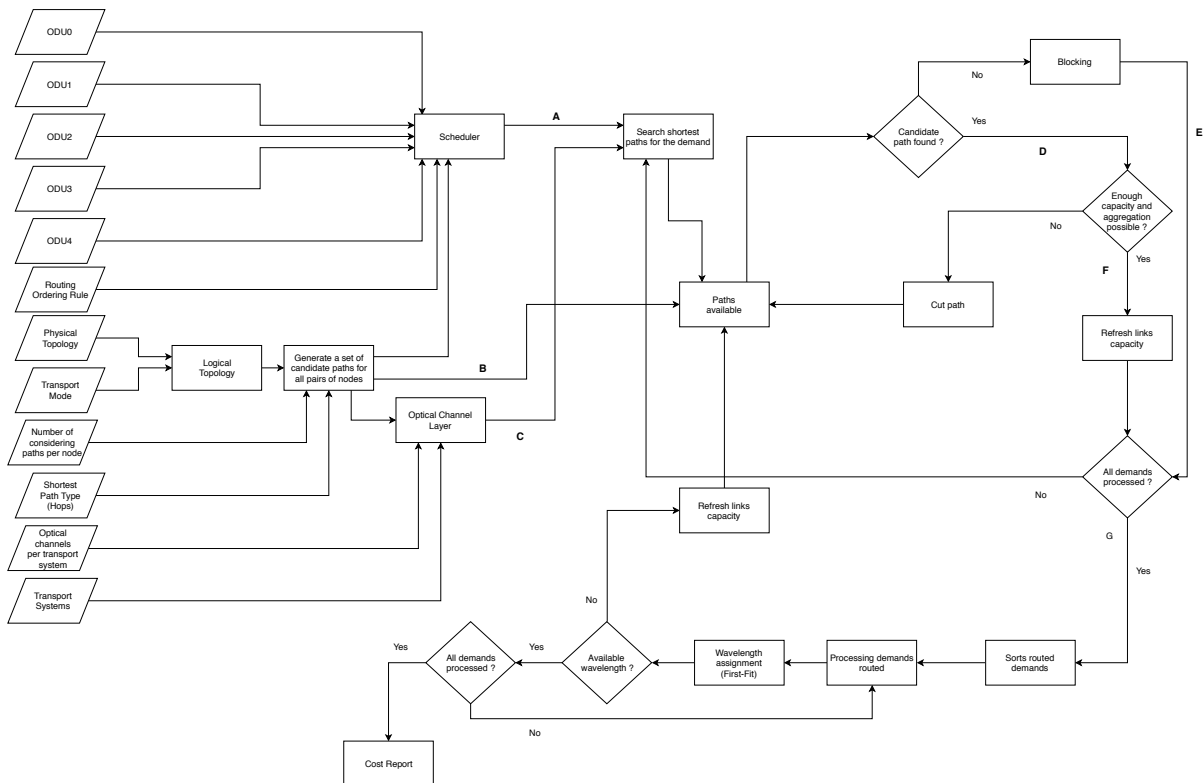 ODU0
ODU1
ODU2
ODU3
ODU4
Routing
Ordering Rule
Physical
Topology
Transport
Mode
Number of
considering
paths per node
Shortest
Path Type
(Hops)
Optical
channels
per transport
system
Transport
Systems
Logical
Topology
Generate a set of
candidate paths for
all pairs of nodes
Optical Channel
Layer
Scheduler
A
B
C
Search shortest
paths for the demand
Paths
available
Refresh links
capacity
Candidate
path found ?
No
Blocking
Yes
D
E
Enough
capacity and
aggregation
possible ?
No
Cut path
Yes
F
Refresh links
capacity
All demands
processed ?
No
G
Yes
Sorts routed
demands
Processing demands
routed
Wavelength
assignment
(First-Fit)
Available
wavelength ?
No
Yes
All demands
processed ?
No
Yes
Cost Report